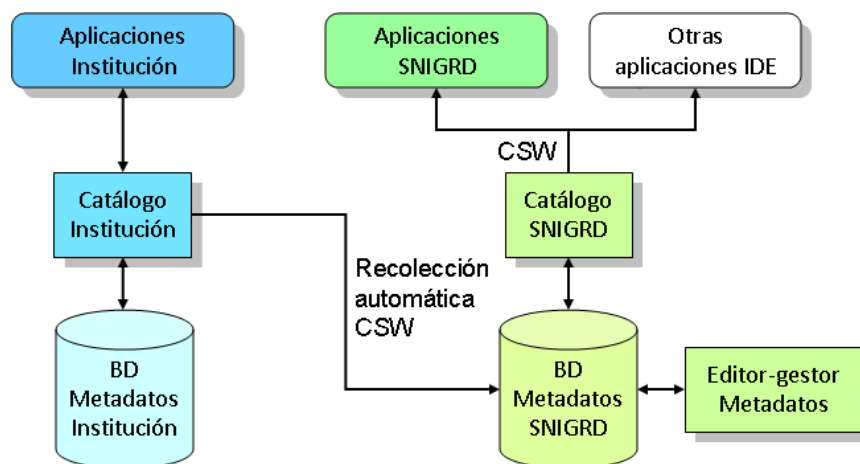 Aplicaciones
Institución
Aplicaciones
SNIGRD
Otras
aplicaciones IDE
CSW
Catálogo
Institución
Catálogo
SNIGRD
Recolección
automática
CSW
BD
Metadatos
Institución
BD
Metadatos
SNIGRD
Editor-gestor
Metadatos